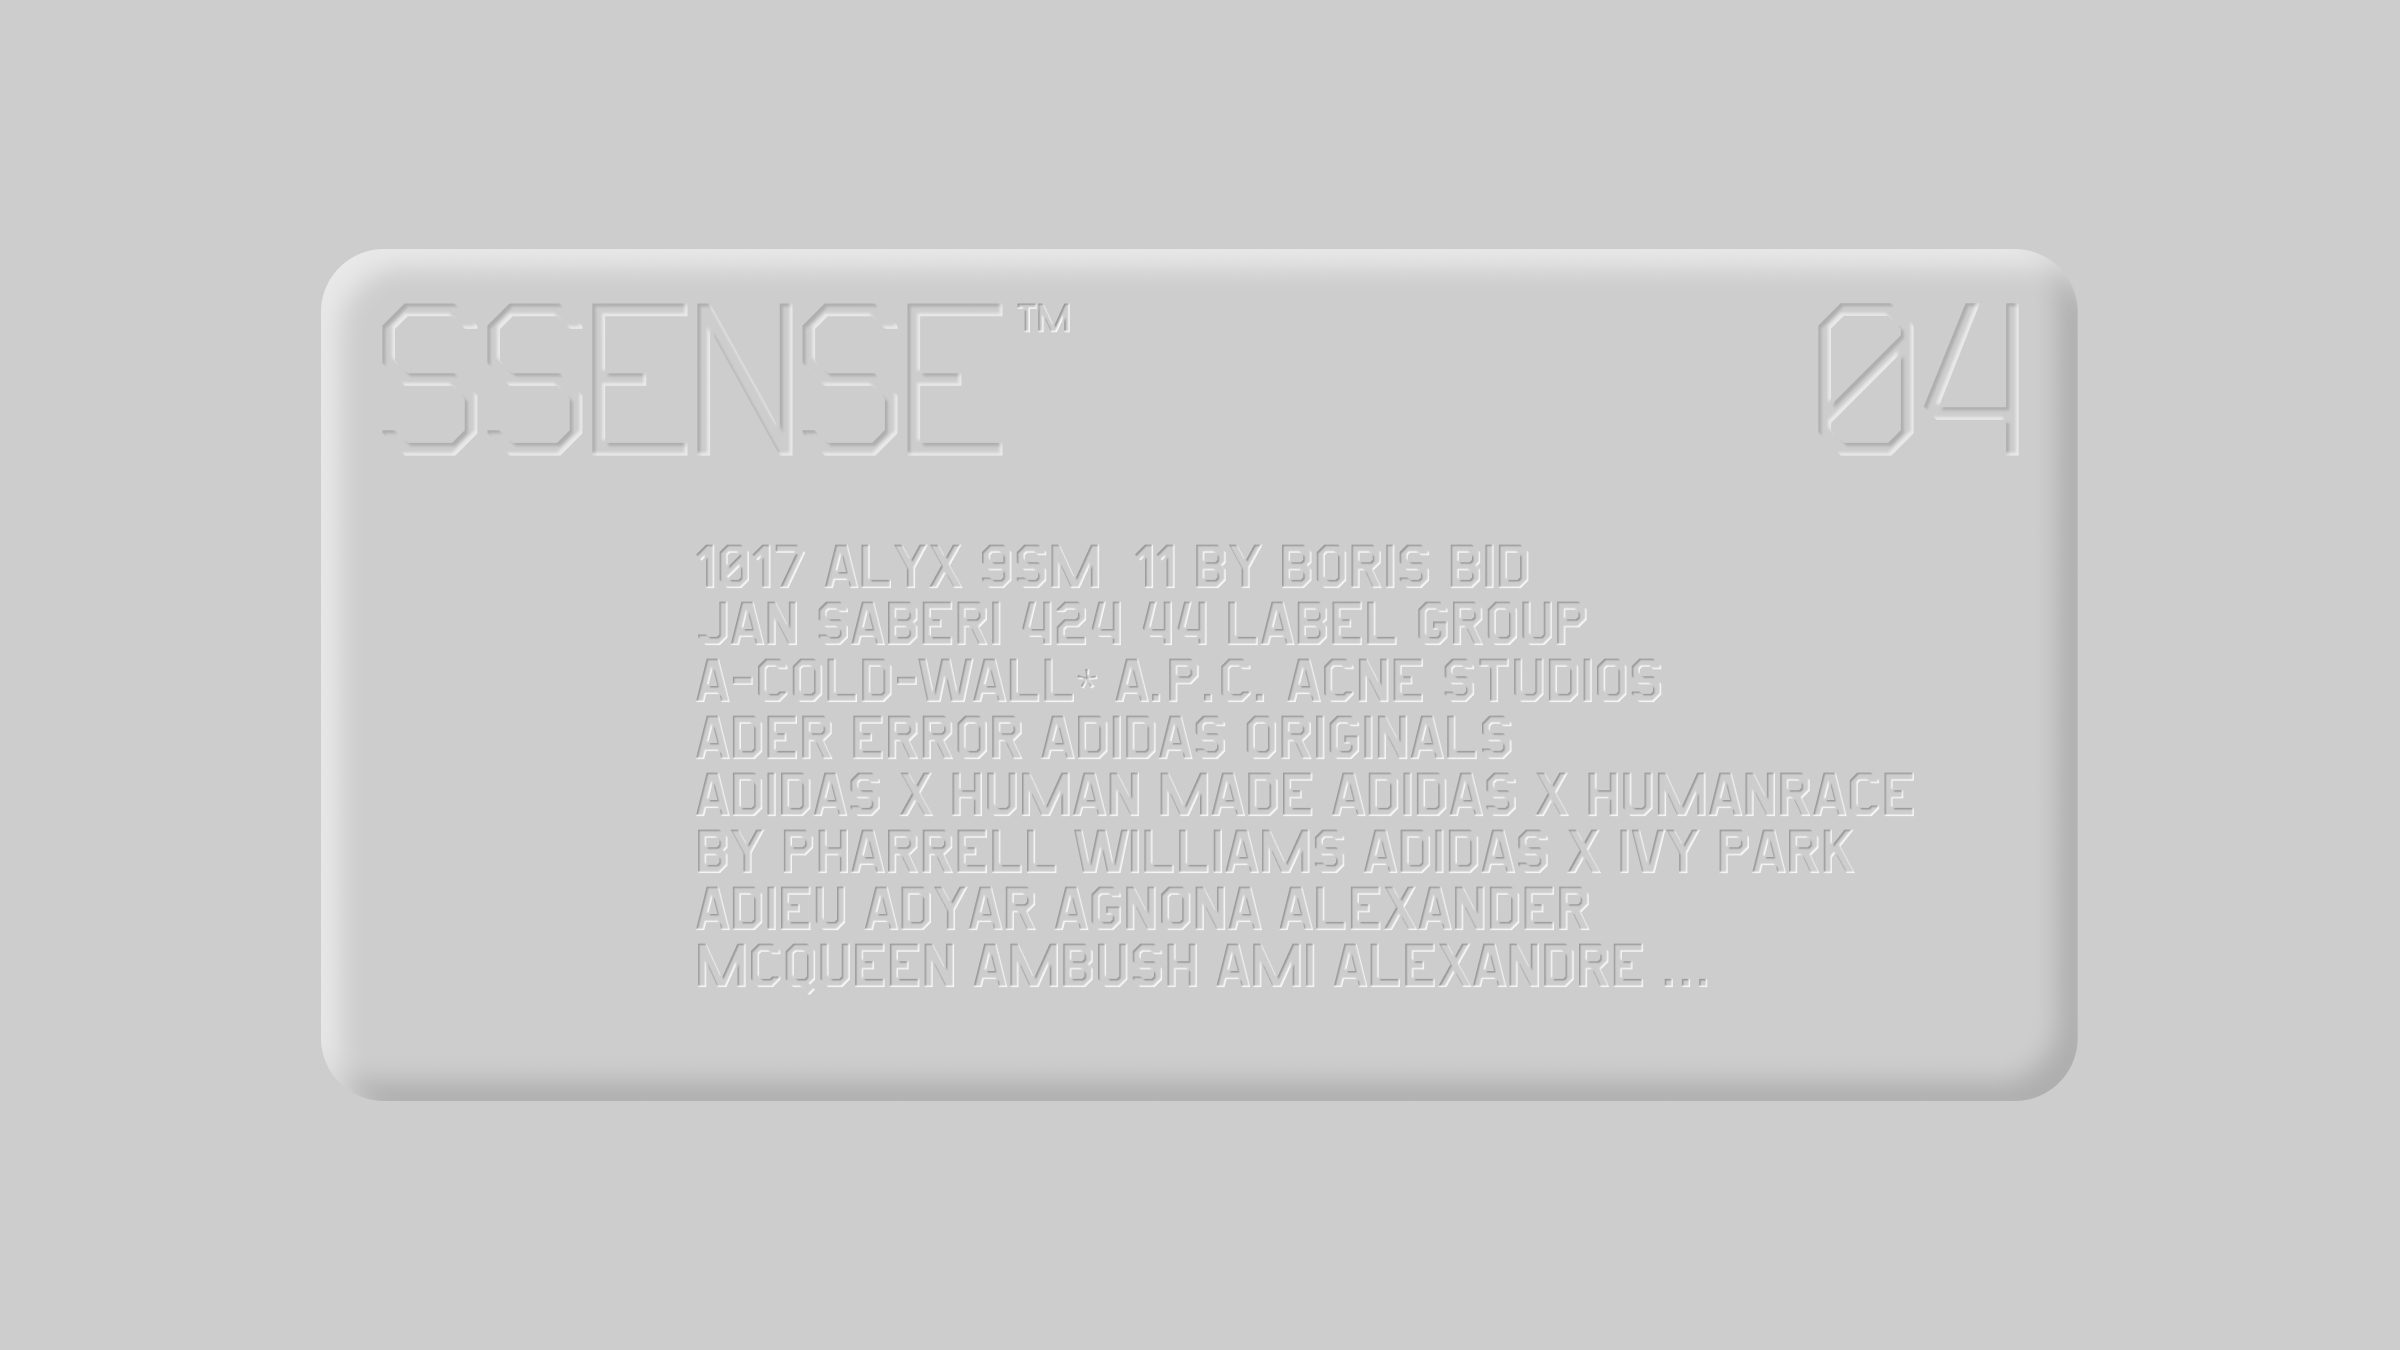 SSENSE™ 04
1017 ALYX 9SM 11 BY BORIS BID
JAN SABERI 424 44 LABEL GROUP
A-COLD-WALL* A.P.C. ACNE STUDIOS
ADER ERROR ADIDAS ORIGINALS
ADIDAS X HUMAN MADE ADIDAS X HUMANRACE
BY PHARRELL WILLIAMS ADIDAS X IVY PARK
ADIEU ADYAR AGNONA ALEXANDER
MCQUEEN AMBUSH AMI ALEXANDRE ...